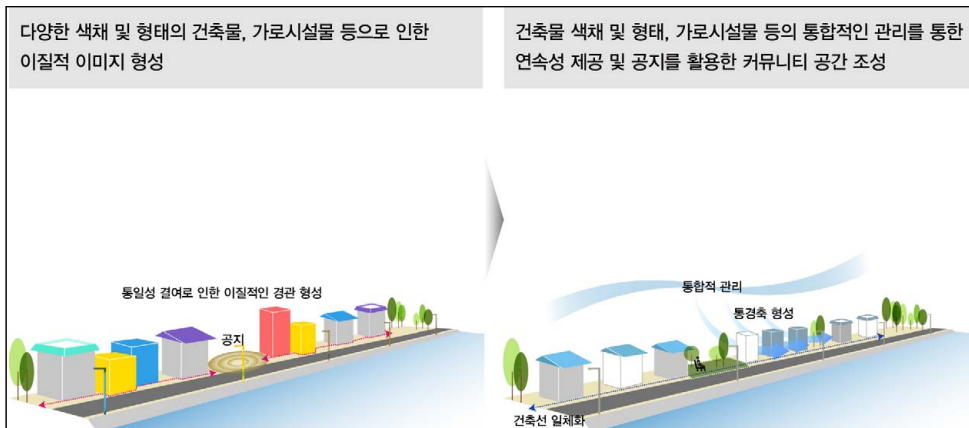 다양한 색채 및 형태의 건축물, 가로시설물 등으로 인한
이질적 이미지 형성
통일성 결여로 인한 이질적인 경관 형성
공지
건축물 색채 및 형태, 가로시설물 등의 통합적인 관리를 통한
연속성 제공 및 공지를 활용한 커뮤니티 공간 조성
통합적 관리
통경축 형성
건축선 일체화